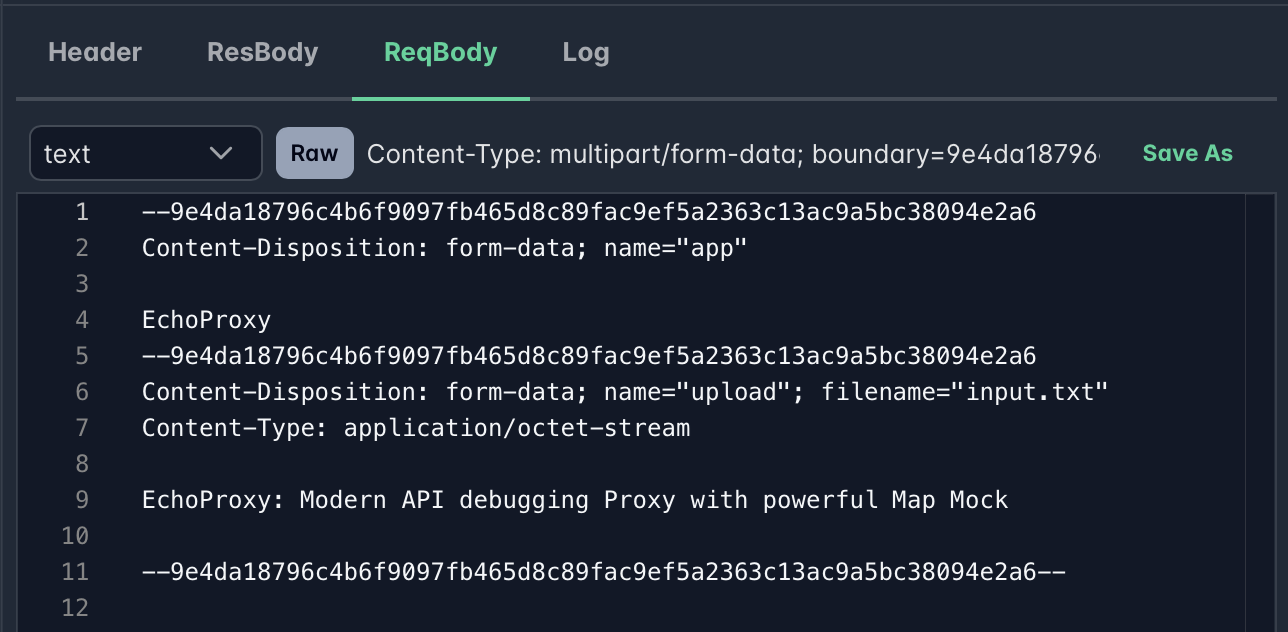 Header ResBody ReqBody Log
text Raw Content-Type: multipart/form-data; boundary=9e4da18796 Save As
1 --9e4da18796c4b6f9097fb465d8c89fac9ef5a2363c13ac9a5bc38094e2a6
2 Content-Disposition: form-data; name="app"
3
4 EchoProxy
5 --9e4da18796c4b6f9097fb465d8c89fac9ef5a2363c13ac9a5bc38094e2a6
6 Content-Disposition: form-data; name="upload"; filename="input.txt"
7 Content-Type: application/octet-stream
8
9 EchoProxy: Modern API debugging Proxy with powerful Map Mock
10
11 --9e4da18796c4b6f9097fb465d8c89fac9ef5a2363c13ac9a5bc38094e2a6--
12